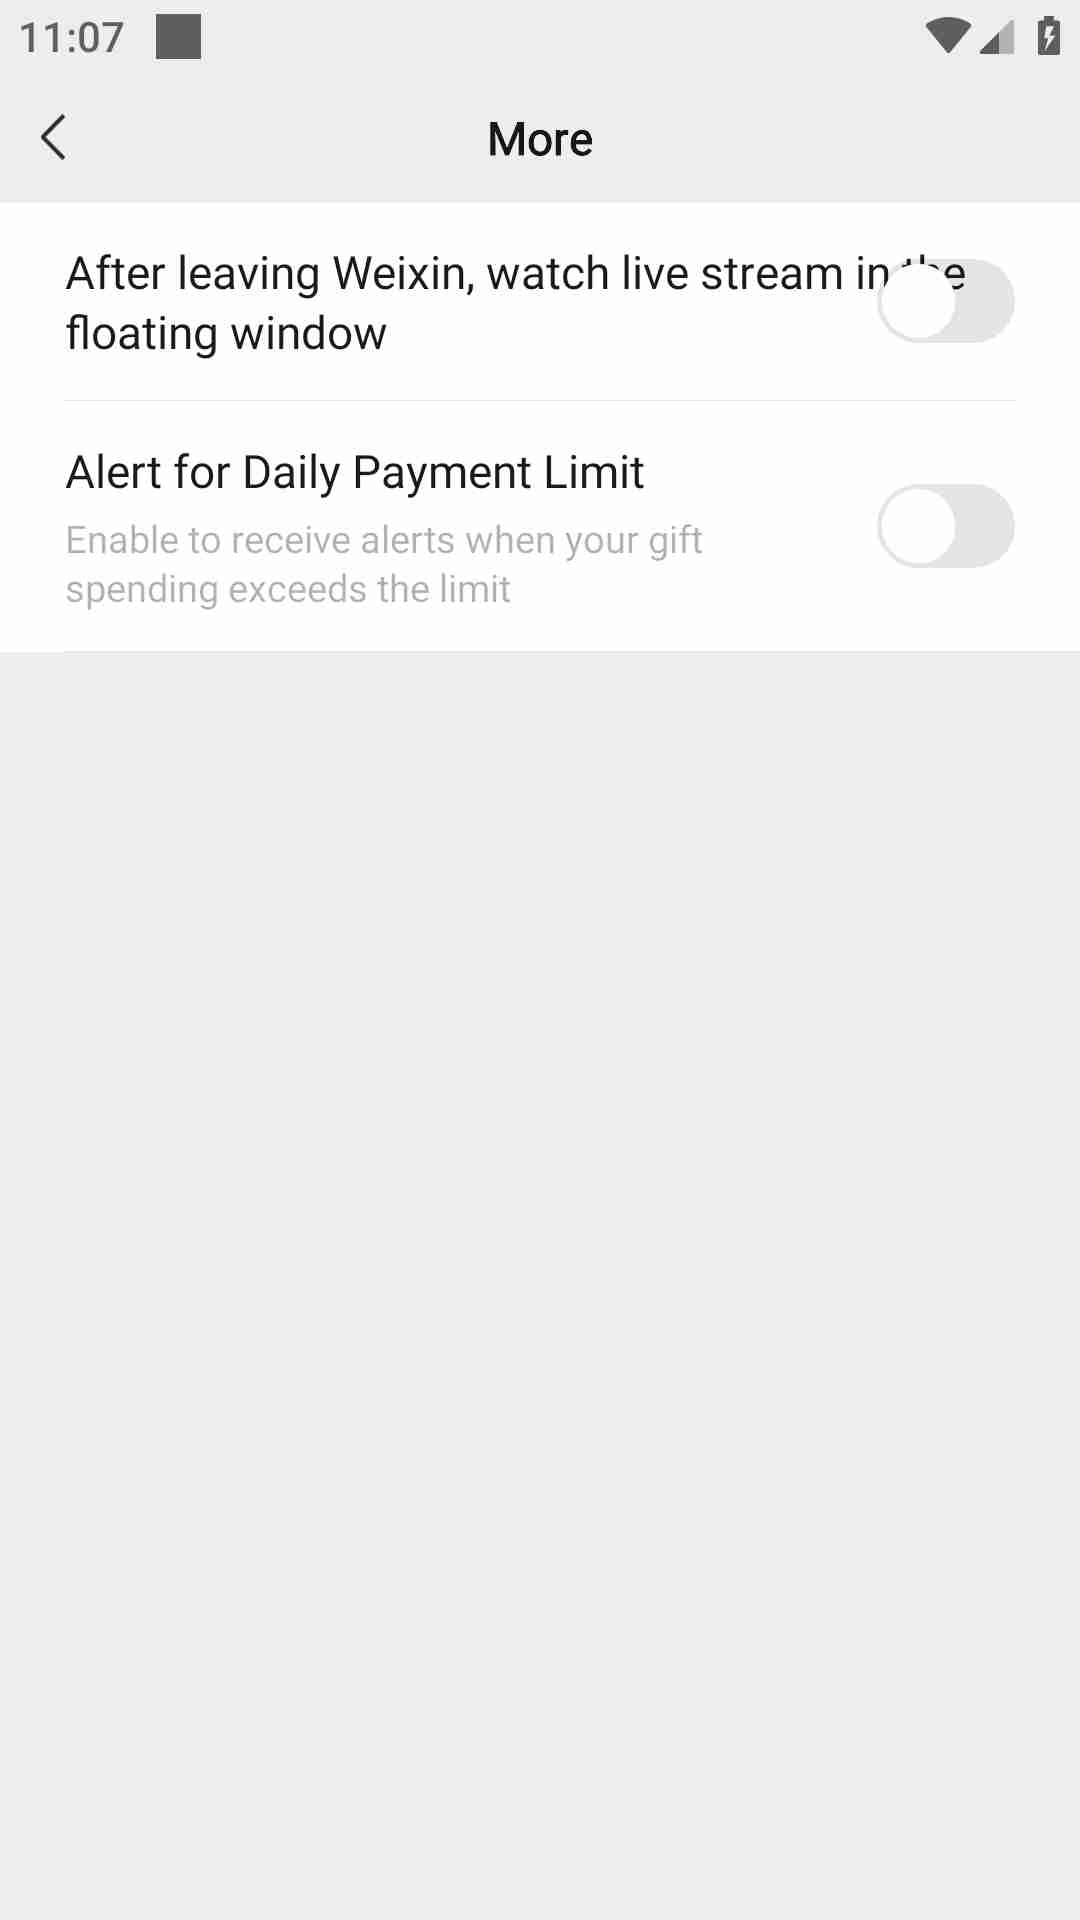 11:07
More
After leaving Weixin, watch live stream in the
floating window
Alert for Daily Payment Limit
Enable to receive alerts when your gift
spending exceeds the limit